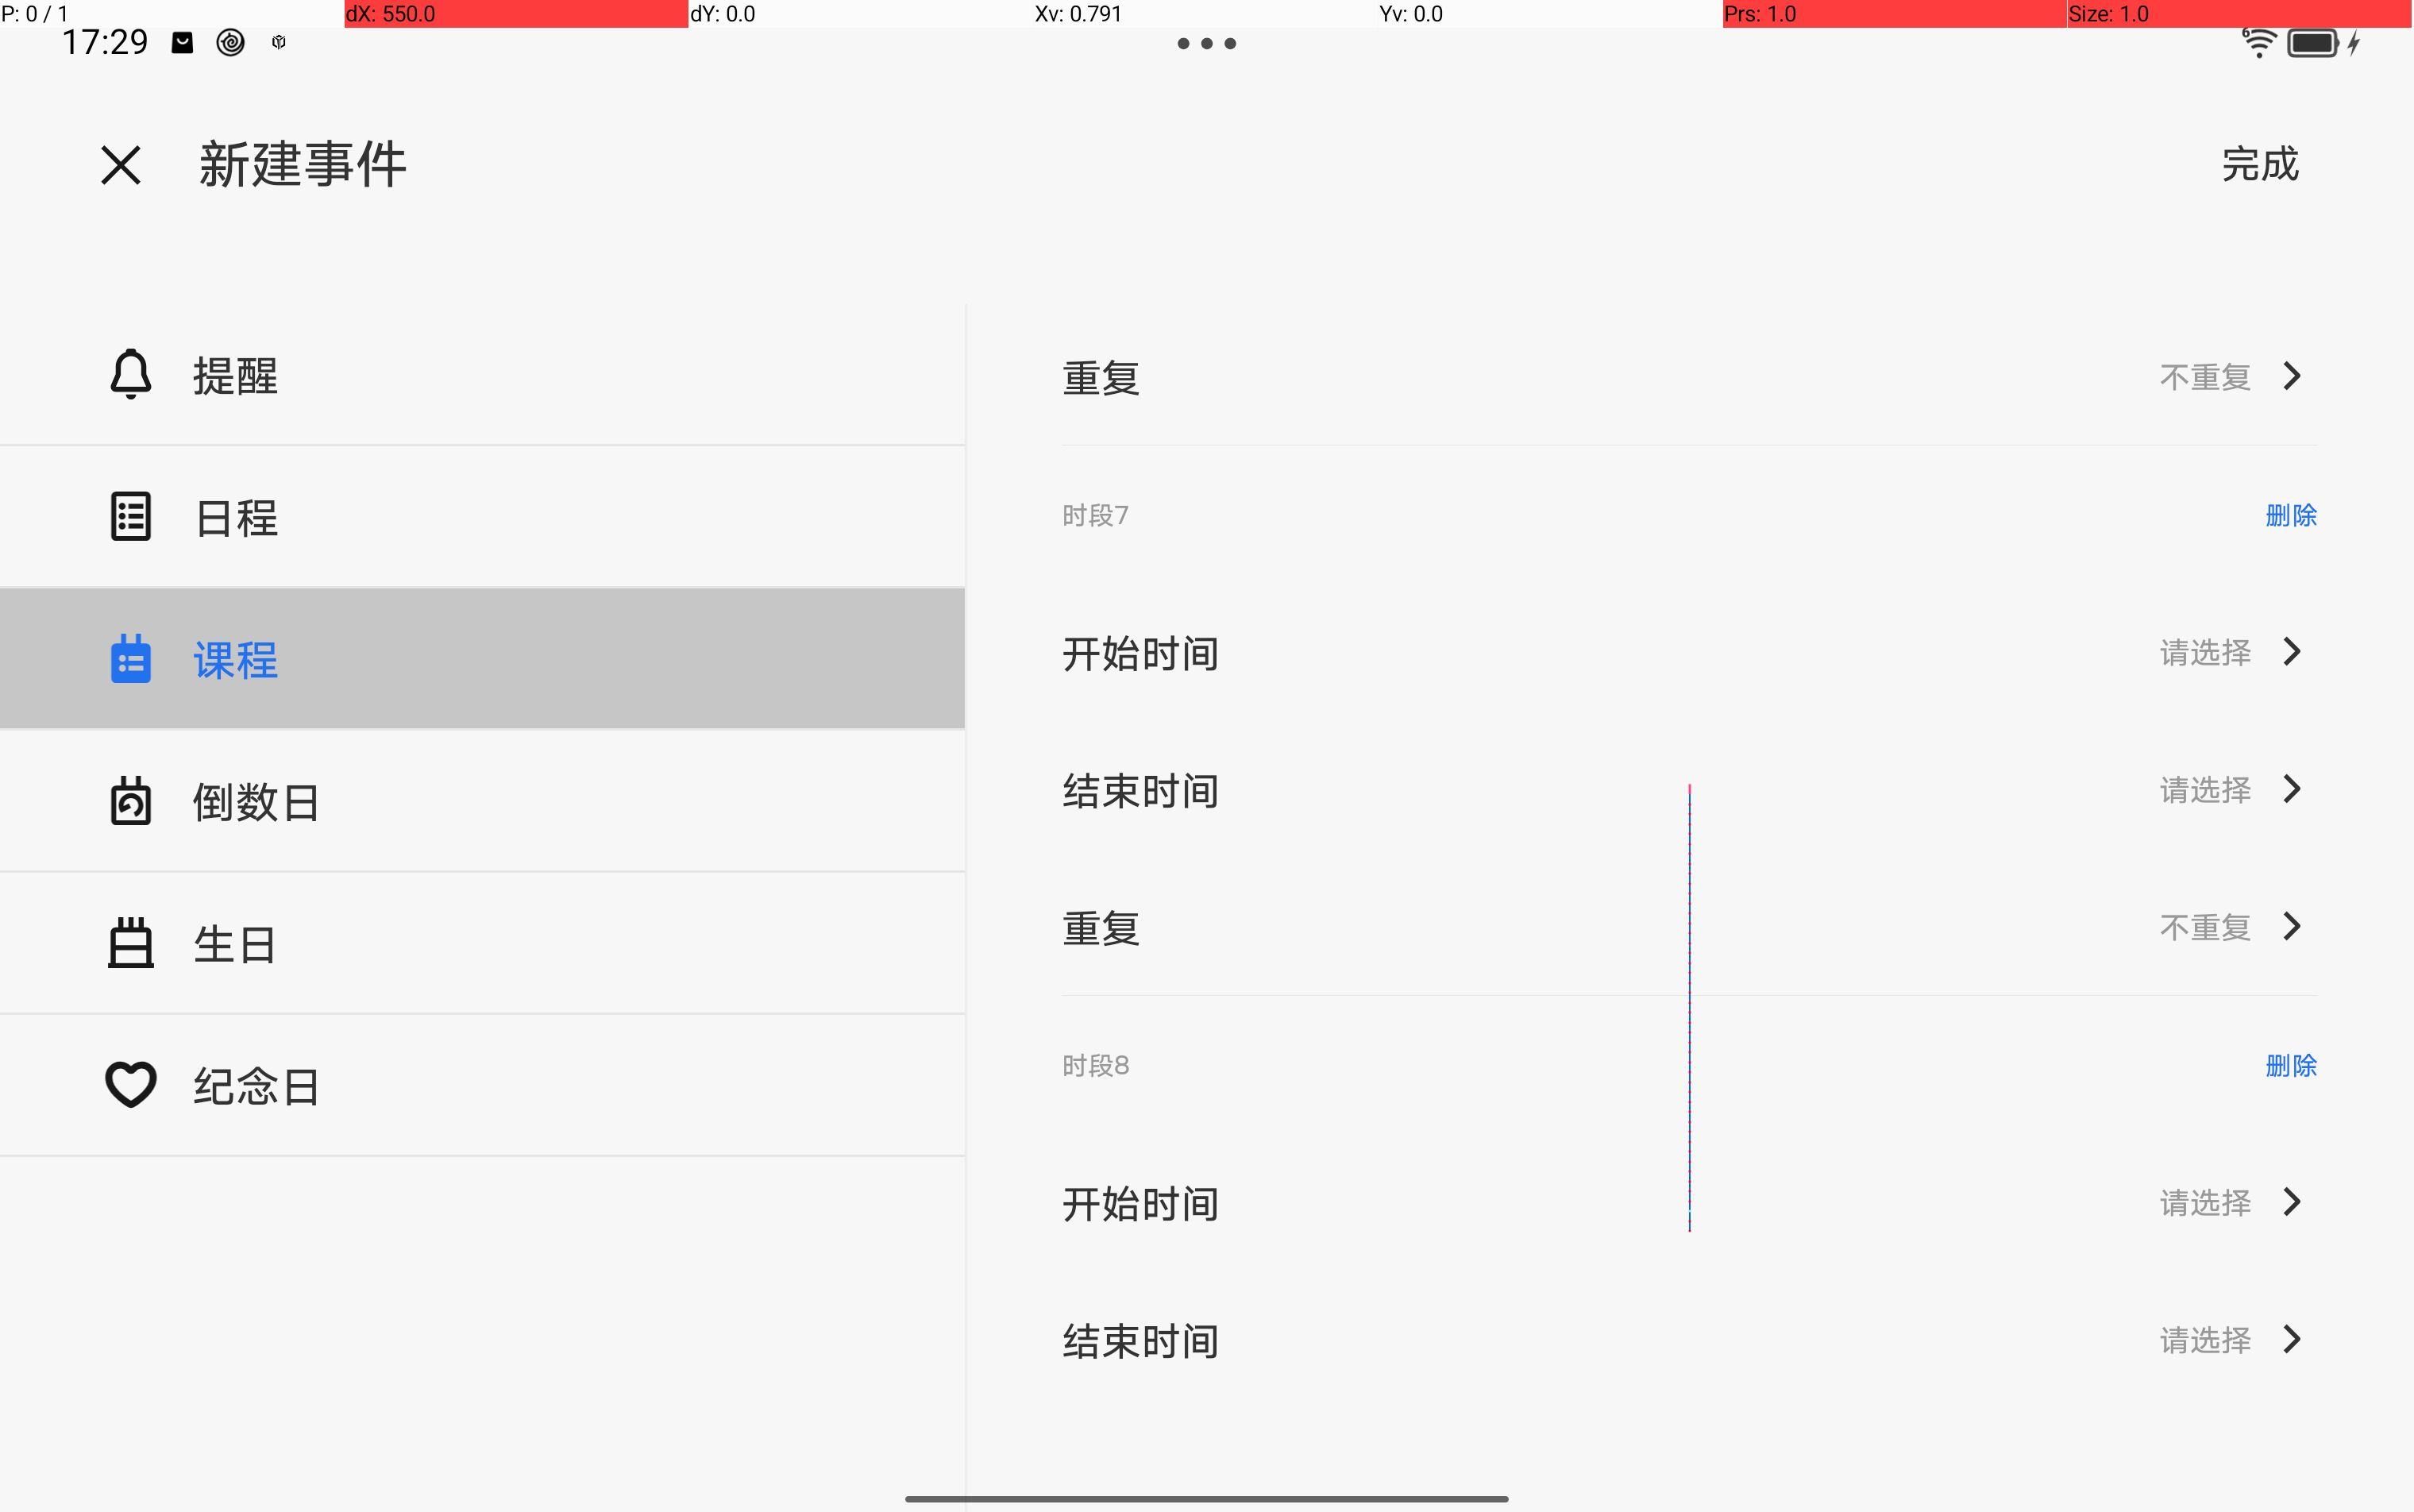 P: 0 / 1 dX: 550.0 dY: 0.0 Xv: 0.791 Yv: 0.0 Prs: 1.0 Size: 1.0
17:29
6
新建事件 完成
提醒
日程
课程
倒数日
生日
纪念日
重复 不重复
时段7 删除
开始时间 请选择
结束时间 请选择
重复 不重复
时段8 删除
开始时间 请选择
结束时间 请选择